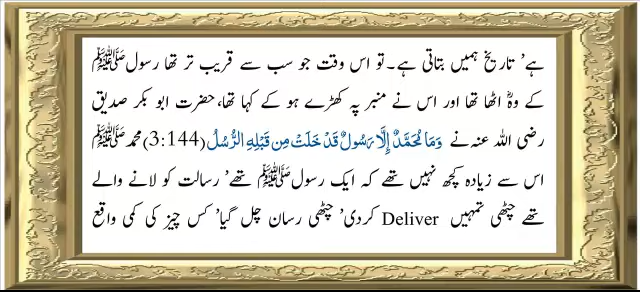 ہے' تاریخ ہمیں بتاتی ہے۔ تو اس وقت جو سب سے قریب تر تھا رسول ﷺ
کے وہؓ اٹھا تھا اور اس نے منبر پہ کھڑے ہو کے کہا تھا، حضرت ابو بکر صدیق
رضی اللہ عنہ نے وَمَا مُحَمَّدٌ إِلَّا رَسُولٌ قَدْ خَلَتْ مِن قَبْلِهِ الرُّسُلُ (3:144) محمد ﷺ
اس سے زیادہ کچھ نہیں تھے کہ ایک رسول ﷺ تھے' رسالت کو لانے والے
تھے چٹھی تمہیں Deliver کردی' چٹھی رسان چل گیا' کس چیز کی کمی واقع